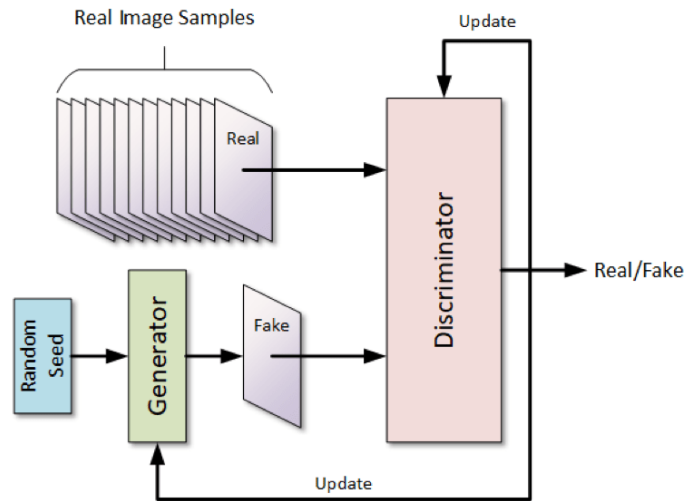 Real Image Samples
Update
Real
Discriminator
Real/Fake
Random
Seed
Generator
Fake
Update